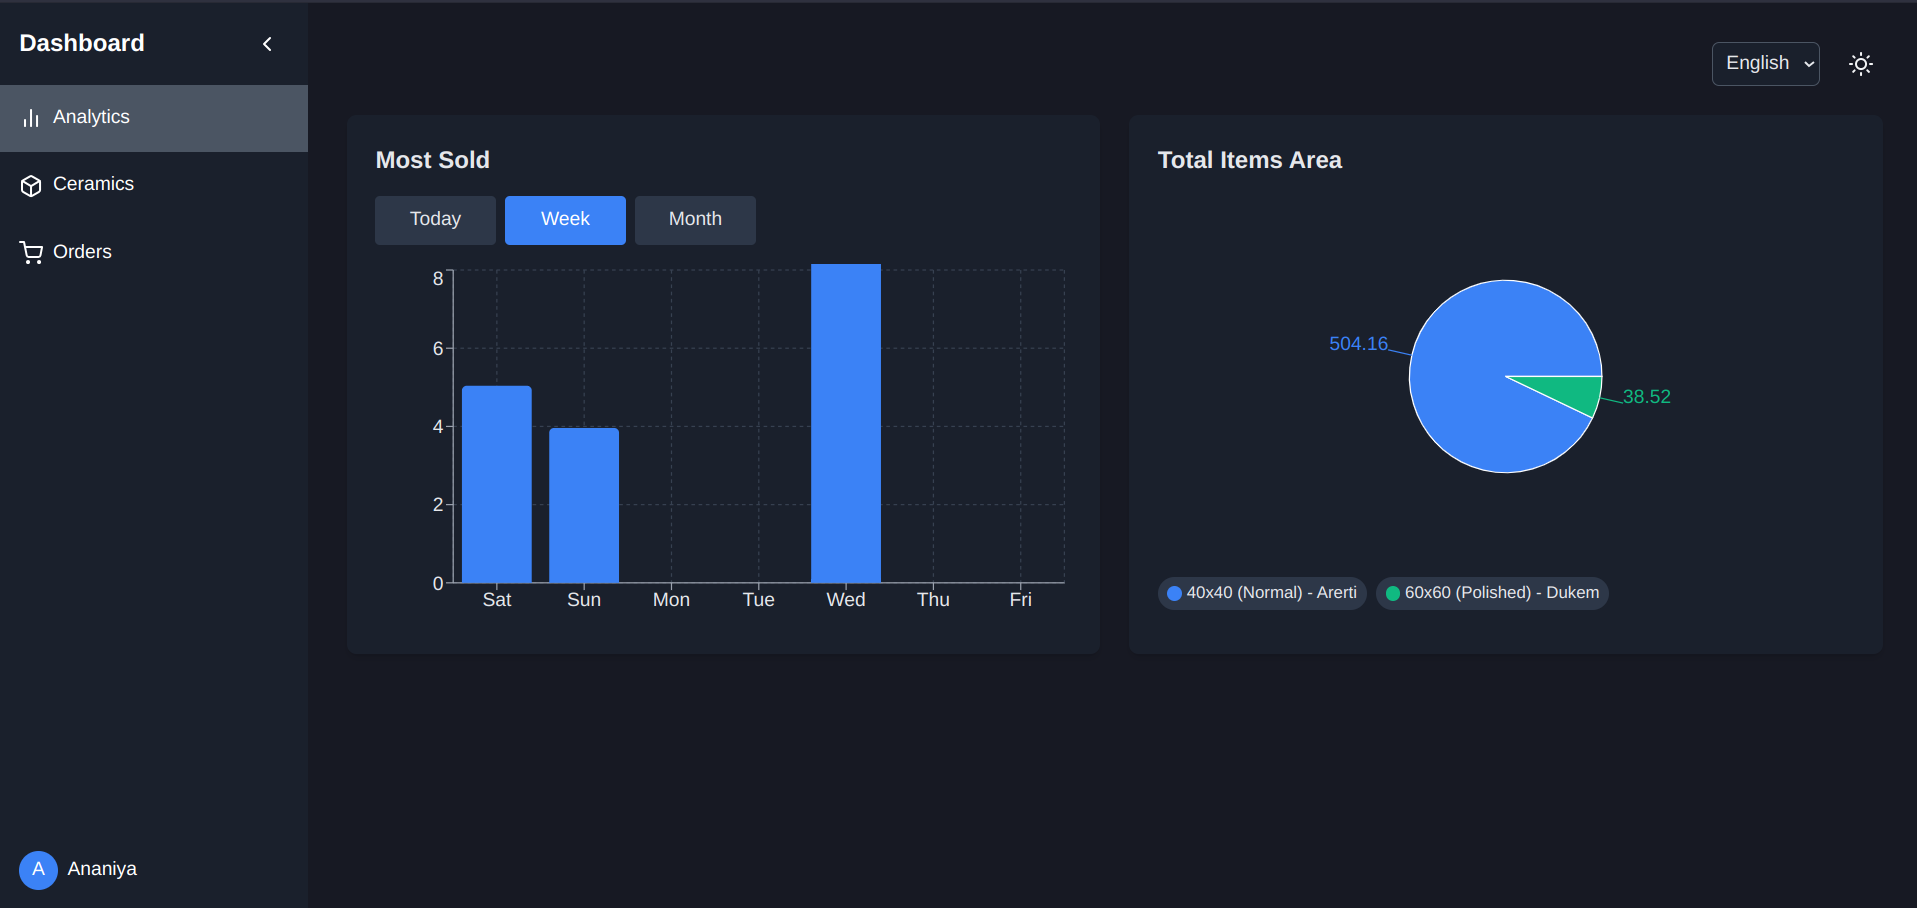 Dashboard
Analytics
Ceramics
Orders
Ananiya
A
English
Most Sold
Today
Week
Month
8
6
4
2
0
Sat
Sun
Mon
Tue
Wed
Thu
Fri
Total Items Area
504.16
38.52
40x40 (Normal) - Arerti
60x60 (Polished) - Dukem